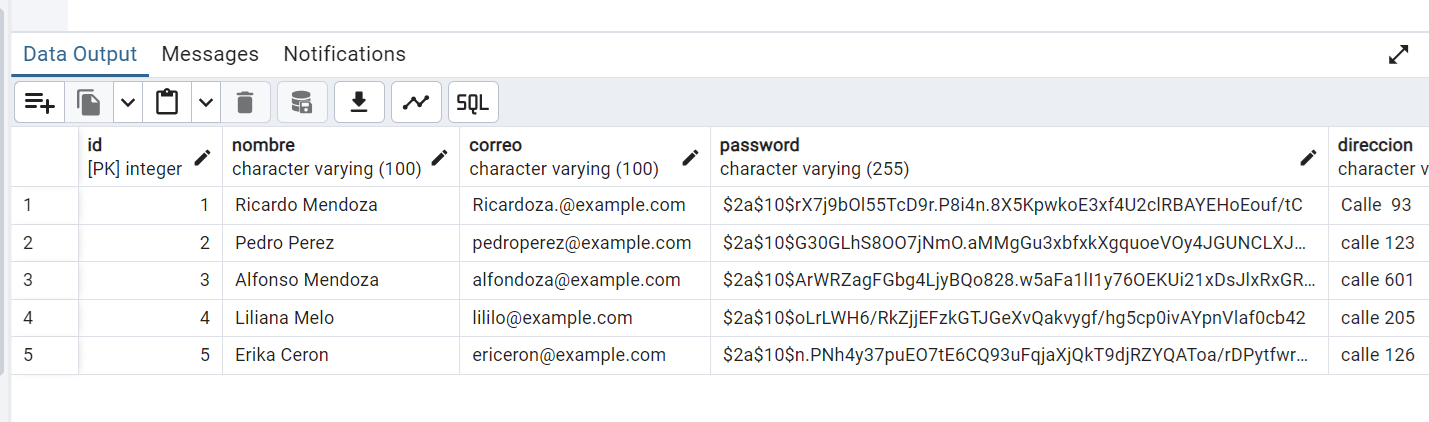 Data Output Messages Notifications
SQL
id nombre correo password direccion
[PK] integer character varying (100) character varying (100) character varying (255) character v
1 1 Ricardo Mendoza Ricardoza.@example.com $2a$10$rX7j9bOl55TcD9r.P8i4n.8X5KpwkoE3xf4U2clRBAYEHoEouf/tC Calle 93
2 2 Pedro Perez pedroperez@example.com $2a$10$G30GLhS8OO7jNmO.aMMgGu3xbfxkXgquoeVOy4JGUNCLXJ... calle 123
3 3 Alfonso Mendoza alfondoza@example.com $2a$10$ArWRZagFGbg4LjyBQo828.w5aFa1lI1y76OEKUi21xDsJlxRxGR... calle 601
4 4 Liliana Melo lililo@example.com $2a$10$oLrLWH6/RkZjjEFzkGTJGeXvQakvygf/hg5cp0ivAYpnVlaf0cb42 calle 205
5 5 Erika Ceron ericeron@example.com $2a$10$n.PNh4y37puEO7tE6CQ93uFqjaXjQkT9djRZYQAToa/rDPytfwr... calle 126